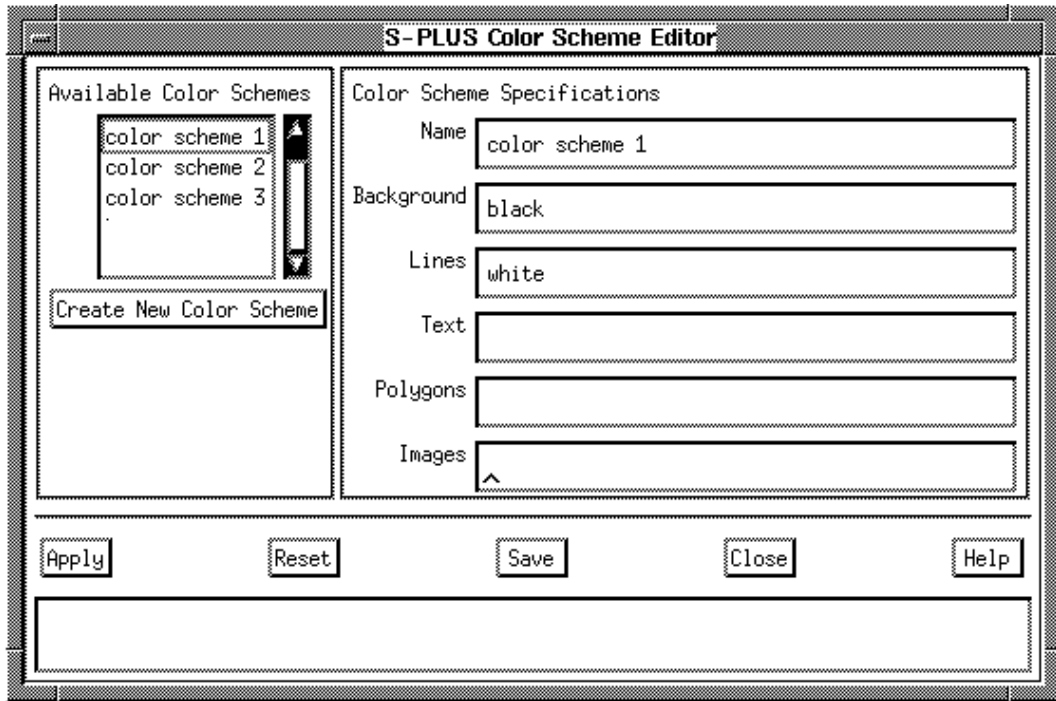 S-PLUS Color Scheme Editor
Available Color Schemes
color scheme 1
color scheme 2
color scheme 3
Create New Color Scheme
Color Scheme Specifications
Name
color scheme 1
Background
black
Lines
white
Text
Polygons
Images
^
Apply
Reset
Save
Close
Help